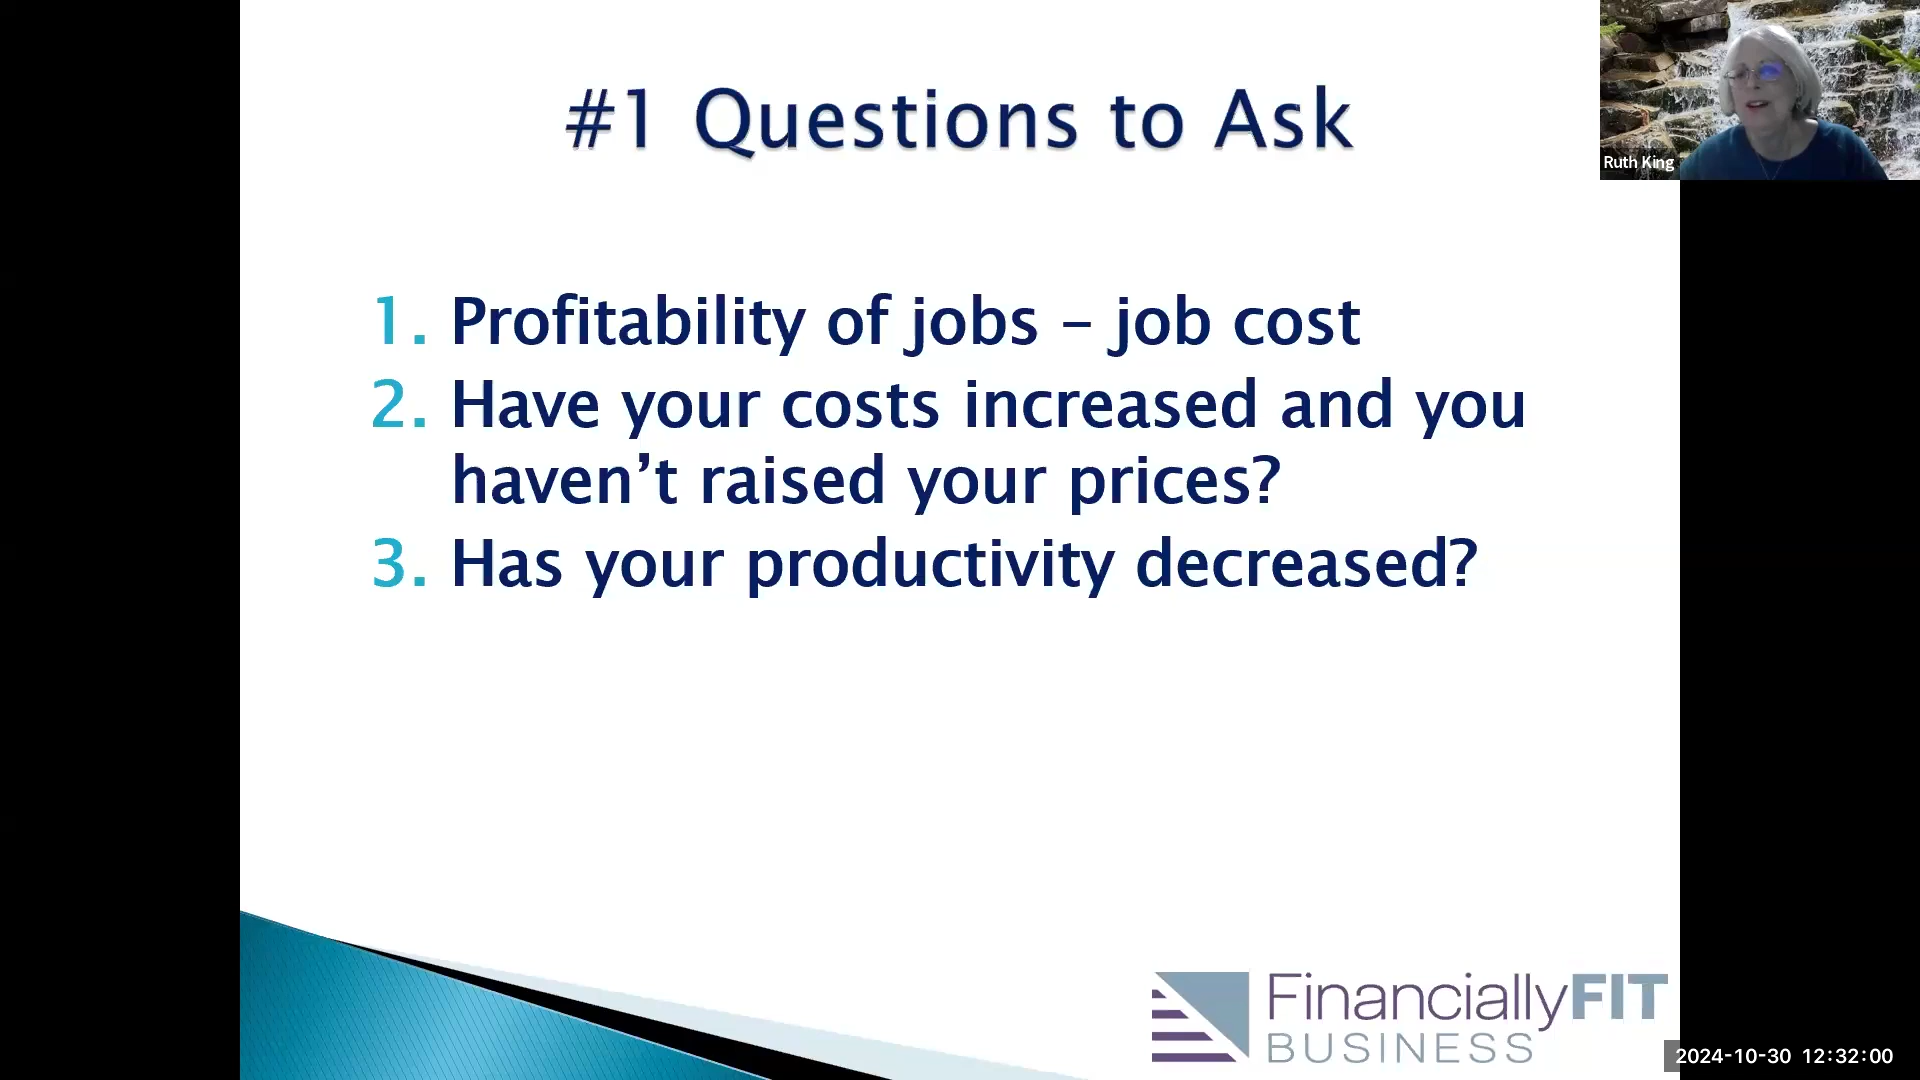 #1 Questions to Ask
Ruth King
1. Profitability of jobs – job cost
2. Have your costs increased and you
haven’t raised your prices?
3. Has your productivity decreased?
FinanciallyFIT
BUSINESS
2024-10-30 12:32:00